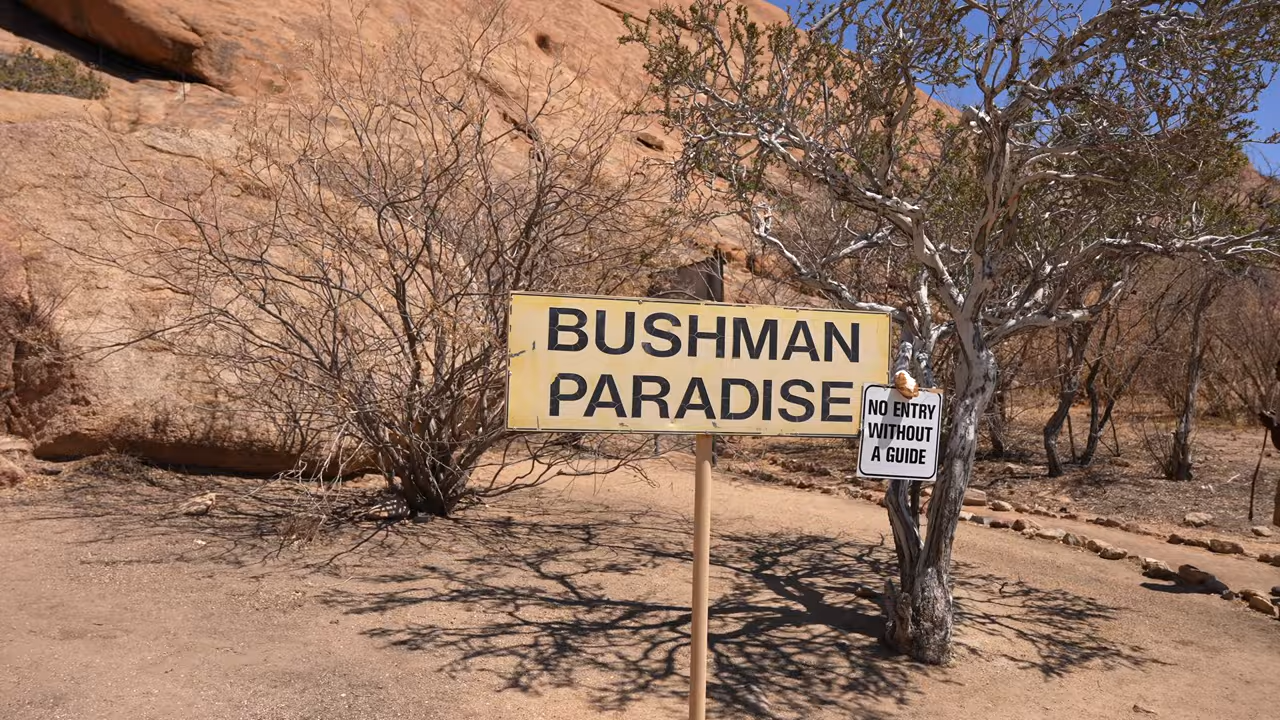 BUSHMAN
PARADISE
NO ENTRY
WITHOUT
A GUIDE